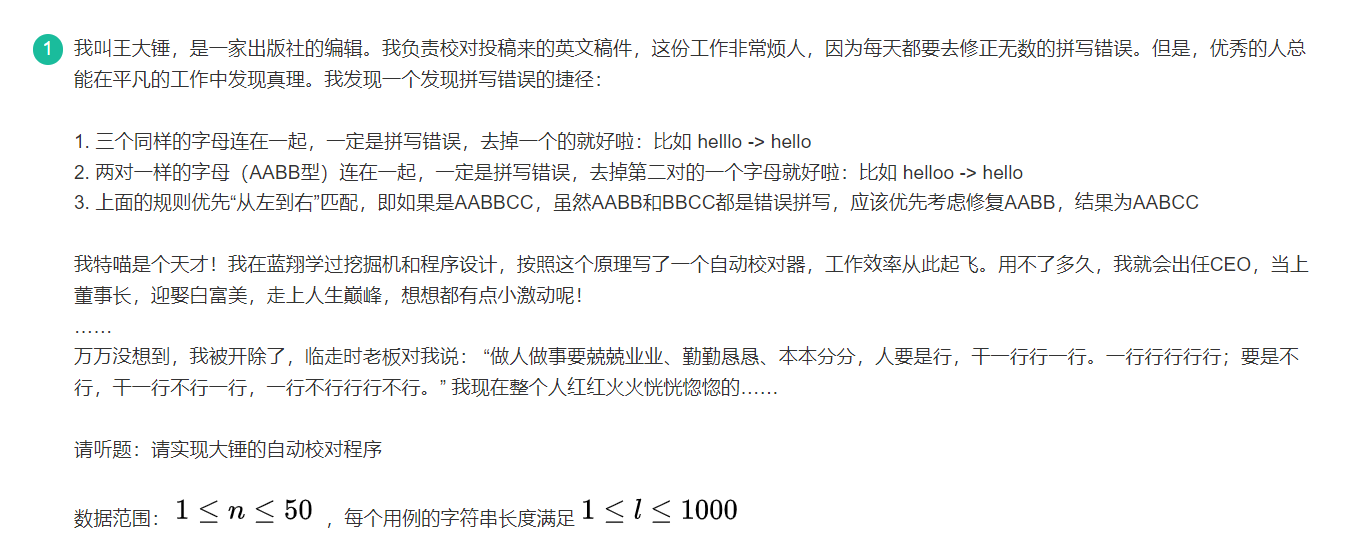 1 我叫王大锤，是一家出版社的编辑。我负责校对投稿来的英文稿件，这份工作非常烦人，因为每天都要去修正无数的拼写错误。但是，优秀的人总
能在平凡的工作中发现真理。我发现一个发现拼写错误的捷径：
1. 三个同样的字母连在一起，一定是拼写错误，去掉一个的就好啦：比如 helllo -> hello
2. 两对一样的字母（AABB型）连在一起，一定是拼写错误，去掉第二对的一个字母就好啦：比如 helloo -> hello
3. 上面的规则优先“从左到右”匹配，即如果是AABBCC，虽然AABB和BBCC都是错误拼写，应该优先考虑修复AABB，结果为AABCC
我特喵是个天才！我在蓝翔学过挖掘机和程序设计，按照这个原理写了一个自动校对器，工作效率从此起飞。用不了多久，我就会出任CEO，当上
董事长，迎娶白富美，走上人生巅峰，想想都有点小激动呢！
……
万万没想到，我被开除了，临走时老板对我说： “做人做事要兢兢业业、勤勤恳恳、本本分分，人要是行，干一行行一行。一行行行行行；要是不
行，干一行不行一行，一行不行行行不行。” 我现在整个人红红火火恍恍惚惚的……
请听题：请实现大锤的自动校对程序
数据范围： 1 ≤ n ≤ 50 ，每个用例的字符串长度满足 1 ≤ l ≤ 1000